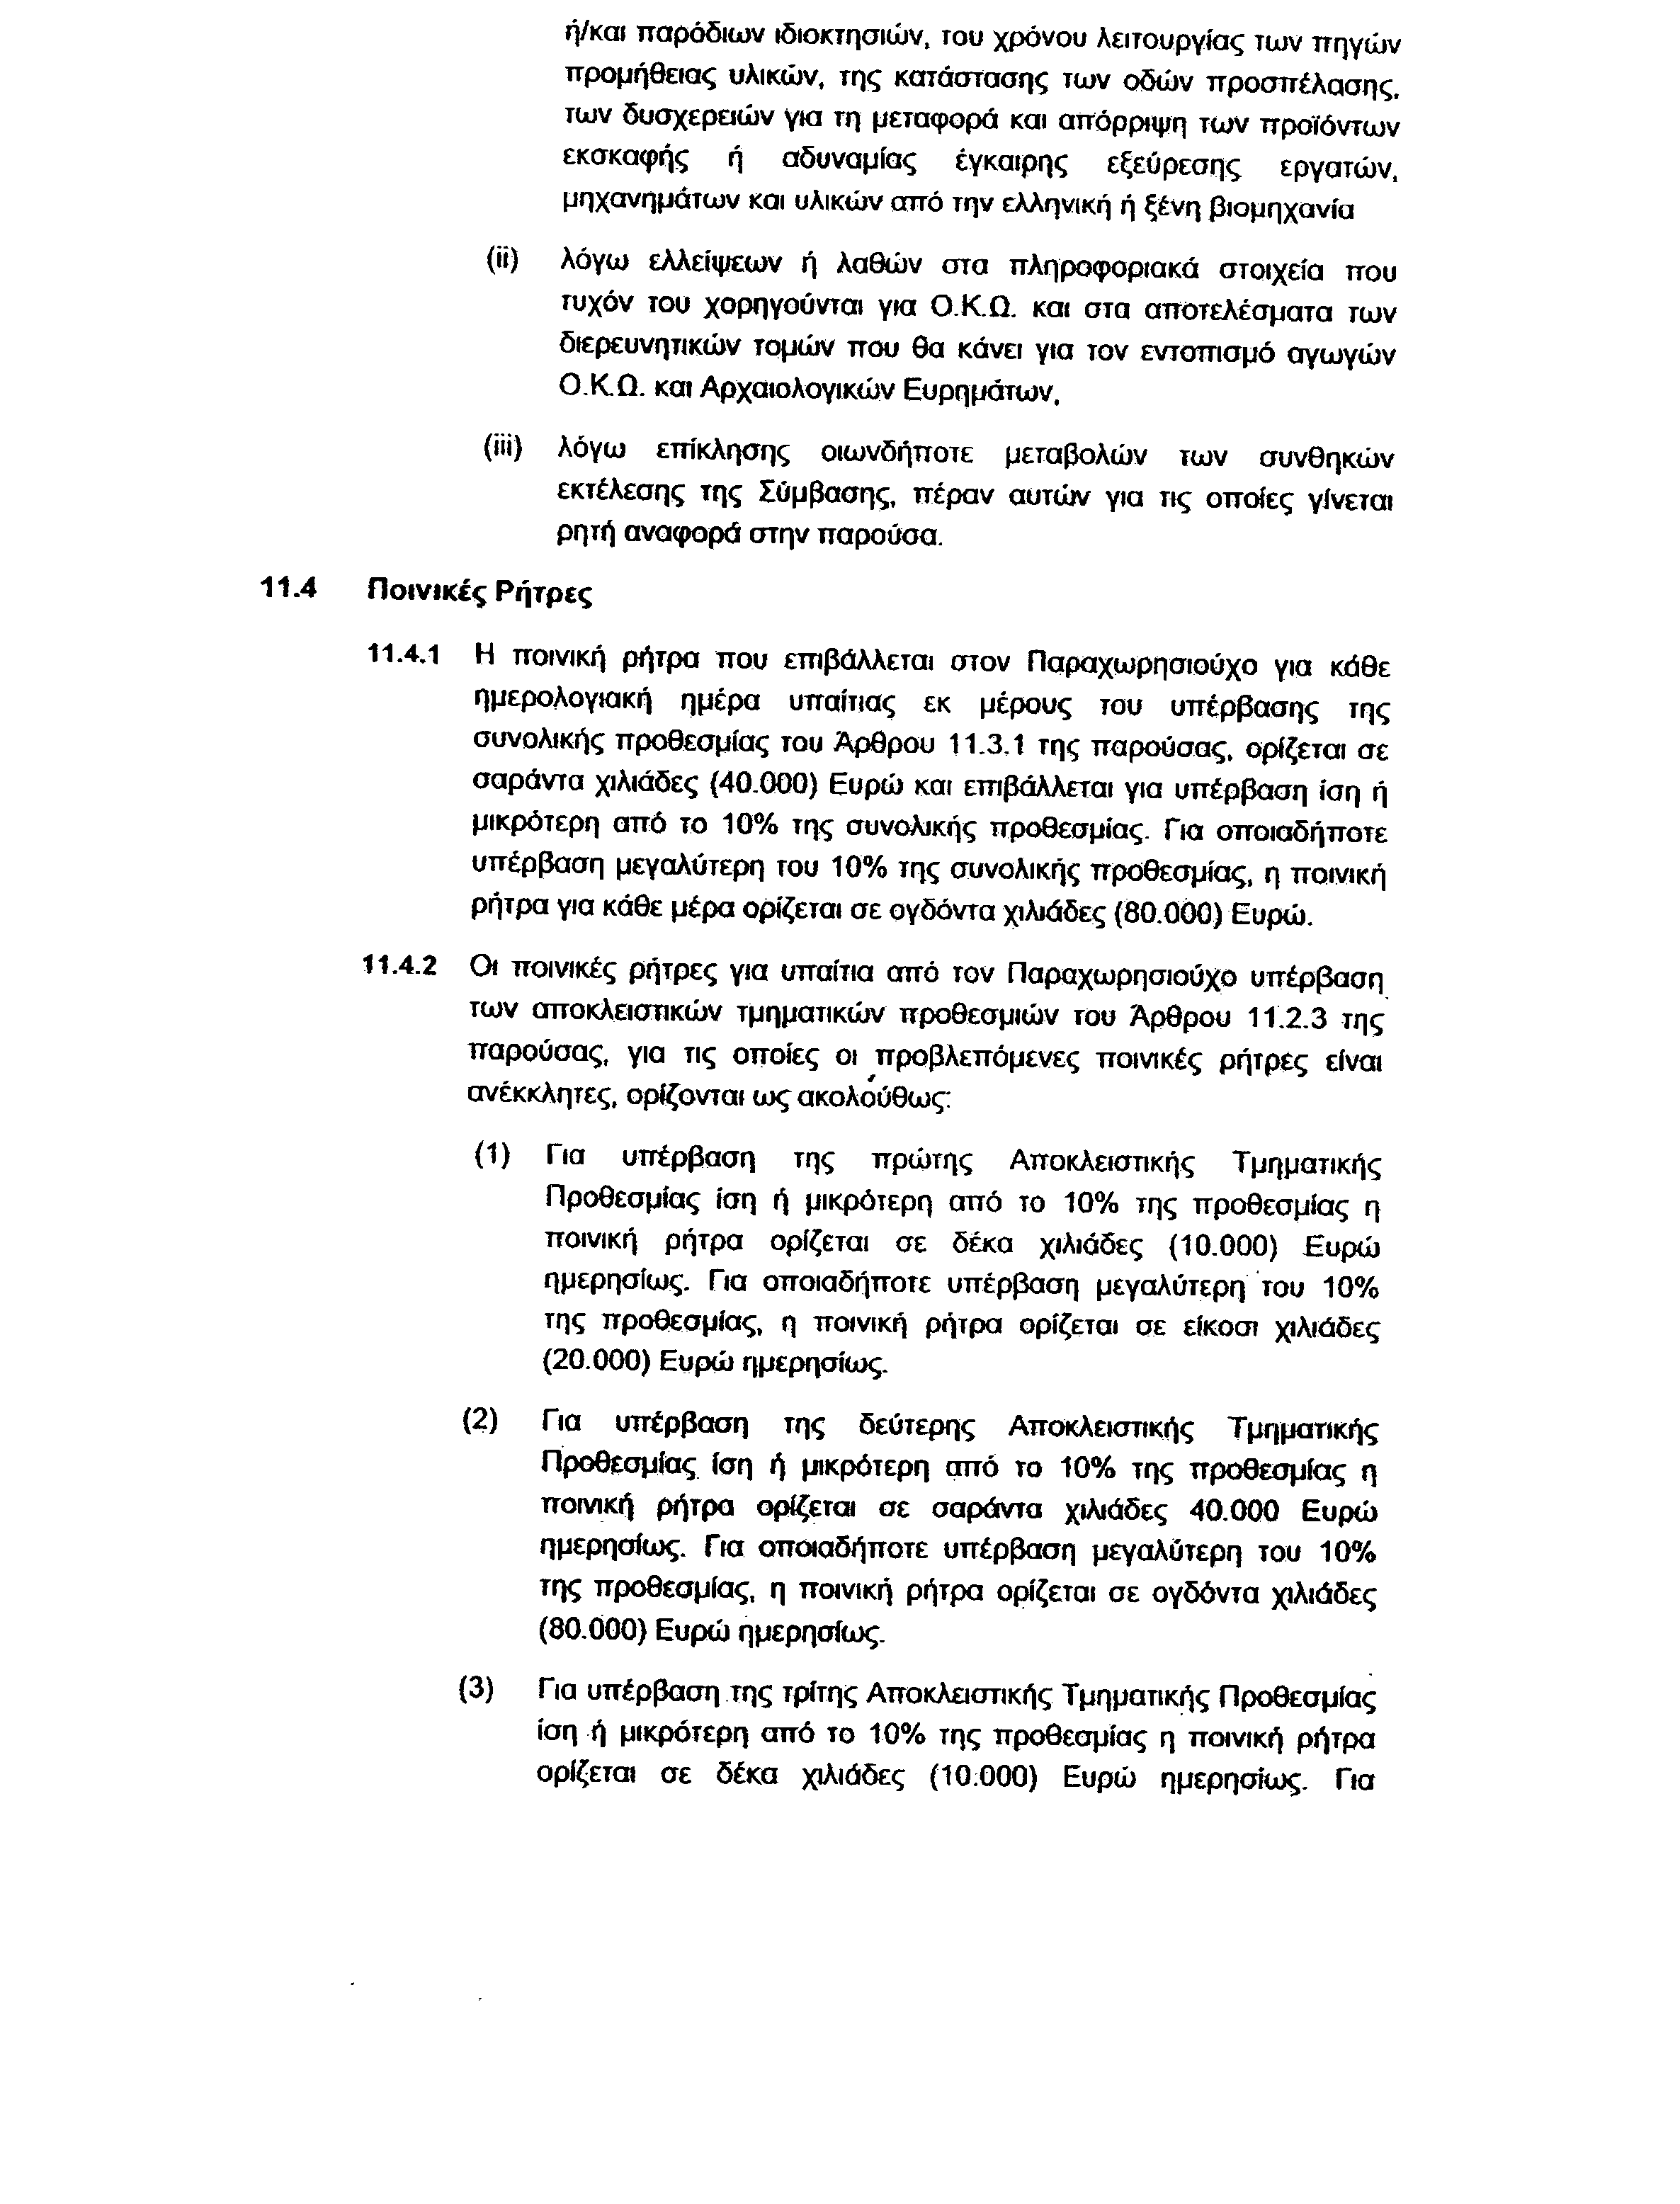 ή/και παρόδιων ιδιοκτησιών, του χρόνου λειτουργίας των πηγών
προμήθειας υλικών, της κατάστασης των οδών προσπέλασης,
των δυσχερειών για τη μεταφορά και απόρριψη των προϊόντων
εκσκαφής ή αδυναμίας έγκαιρης εξεύρεσης εργατών,
μηχανημάτων και υλικών από την ελληνική ή ξένη βιομηχανία
(ii) λόγω ελλείψεων ή λαθών στα πληροφοριακά στοιχεία που
τυχόν του χορηγούνται για Ο.Κ.Ω. και στα αποτελέσματα των
διερευνητικών τομών που θα κάνει για τον εντοπισμό αγωγών
Ο.Κ.Ω. και Αρχαιολογικών Ευρημάτων,
(iii) λόγω επίκλησης οιωνδήποτε μεταβολών των συνθηκών
εκτέλεσης της Σύμβασης, πέραν αυτών για τις οποίες γίνεται
ρητή αναφορά στην παρούσα.
11.4 Ποινικές Ρήτρες
11.4.1 Η ποινική ρήτρα που επιβάλλεται στον Παραχωρησιούχο για κάθε
ημερολογιακή ημέρα υπαίτιας εκ μέρους του υπέρβασης της
συνολικής προθεσμίας του Άρθρου 11.3.1 της παρούσας, ορίζεται σε
σαράντα χιλιάδες (40.000) Ευρώ και επιβάλλεται για υπέρβαση ίση ή
μικρότερη από το 10% της συνολικής προθεσμίας. Για οποιαδήποτε
υπέρβαση μεγαλύτερη του 10% της συνολικής προθεσμίας, η ποινική
ρήτρα για κάθε μέρα ορίζεται σε ογδόντα χιλιάδες (80.000) Ευρώ.
11.4.2 Οι ποινικές ρήτρες για υπαίτια από τον Παραχωρησιούχο υπέρβαση
των αποκλειστικών τμηματικών προθεσμιών του Άρθρου 11.2.3 της
παρούσας, για τις οποίες οι προβλεπόμενες ποινικές ρήτρες είναι
ανέκκλητες, ορίζονται ως ακολούθως:
(1) Για υπέρβαση της πρώτης Αποκλειστικής Τμηματικής
Προθεσμίας ίση ή μικρότερη από το 10% της προθεσμίας η
ποινική ρήτρα ορίζεται σε δέκα χιλιάδες (10.000) Ευρώ
ημερησίως. Για οποιαδήποτε υπέρβαση μεγαλύτερη του 10%
της προθεσμίας, η ποινική ρήτρα ορίζεται σε είκοσι χιλιάδες
(20.000) Ευρώ ημερησίως.
(2) Για υπέρβαση της δεύτερης Αποκλειστικής Τμηματικής
Προθεσμίας ίση ή μικρότερη από το 10% της προθεσμίας η
ποινική ρήτρα ορίζεται σε σαράντα χιλιάδες 40.000 Ευρώ
ημερησίως. Για οποιαδήποτε υπέρβαση μεγαλύτερη του 10%
της προθεσμίας, η ποινική ρήτρα ορίζεται σε ογδόντα χιλιάδες
(80.000) Ευρώ ημερησίως.
(3) Για υπέρβαση της τρίτης Αποκλειστικής Τμηματικής Προθεσμίας
ίση ή μικρότερη από το 10% της προθεσμίας η ποινική ρήτρα
ορίζεται σε δέκα χιλιάδες (10.000) Ευρώ ημερησίως. Για